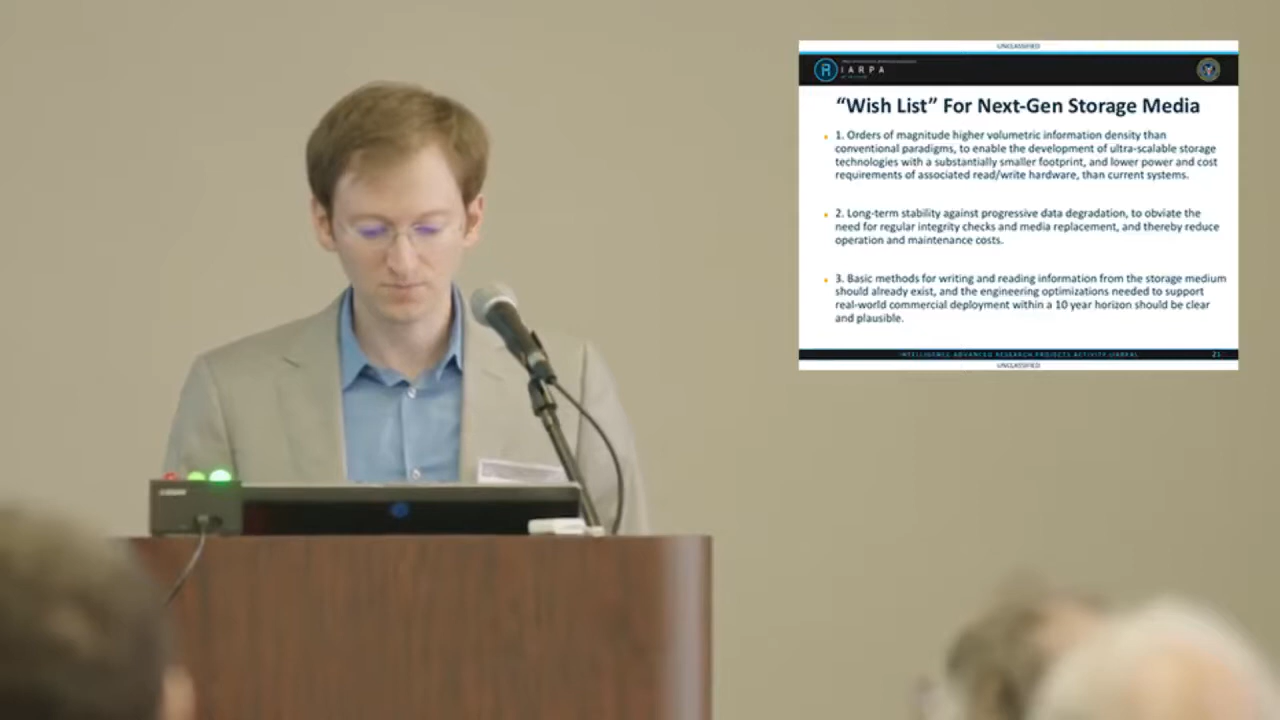 UNCLASSIFIED
IARPA
"Wish List" For Next-Gen Storage Media
1. Orders of magnitude higher volumetric information density than
conventional paradigms, to enable the development of ultra-scalable storage
technologies with a substantially smaller footprint, and lower power and cost
requirements of associated read/write hardware, than current systems.
2. Long-term stability against progressive data degradation, to obviate the
need for regular integrity checks and media replacement, and thereby reduce
operation and maintenance costs.
3. Basic methods for writing and reading information from the storage medium
should already exist, and the engineering optimizations needed to support
real-world commercial deployment within a 10 year horizon should be clear
and plausible.
INTELLIGENCE ADVANCED RESEARCH PROJECTS ACTIVITY (IARPA)
21
UNCLASSIFIED